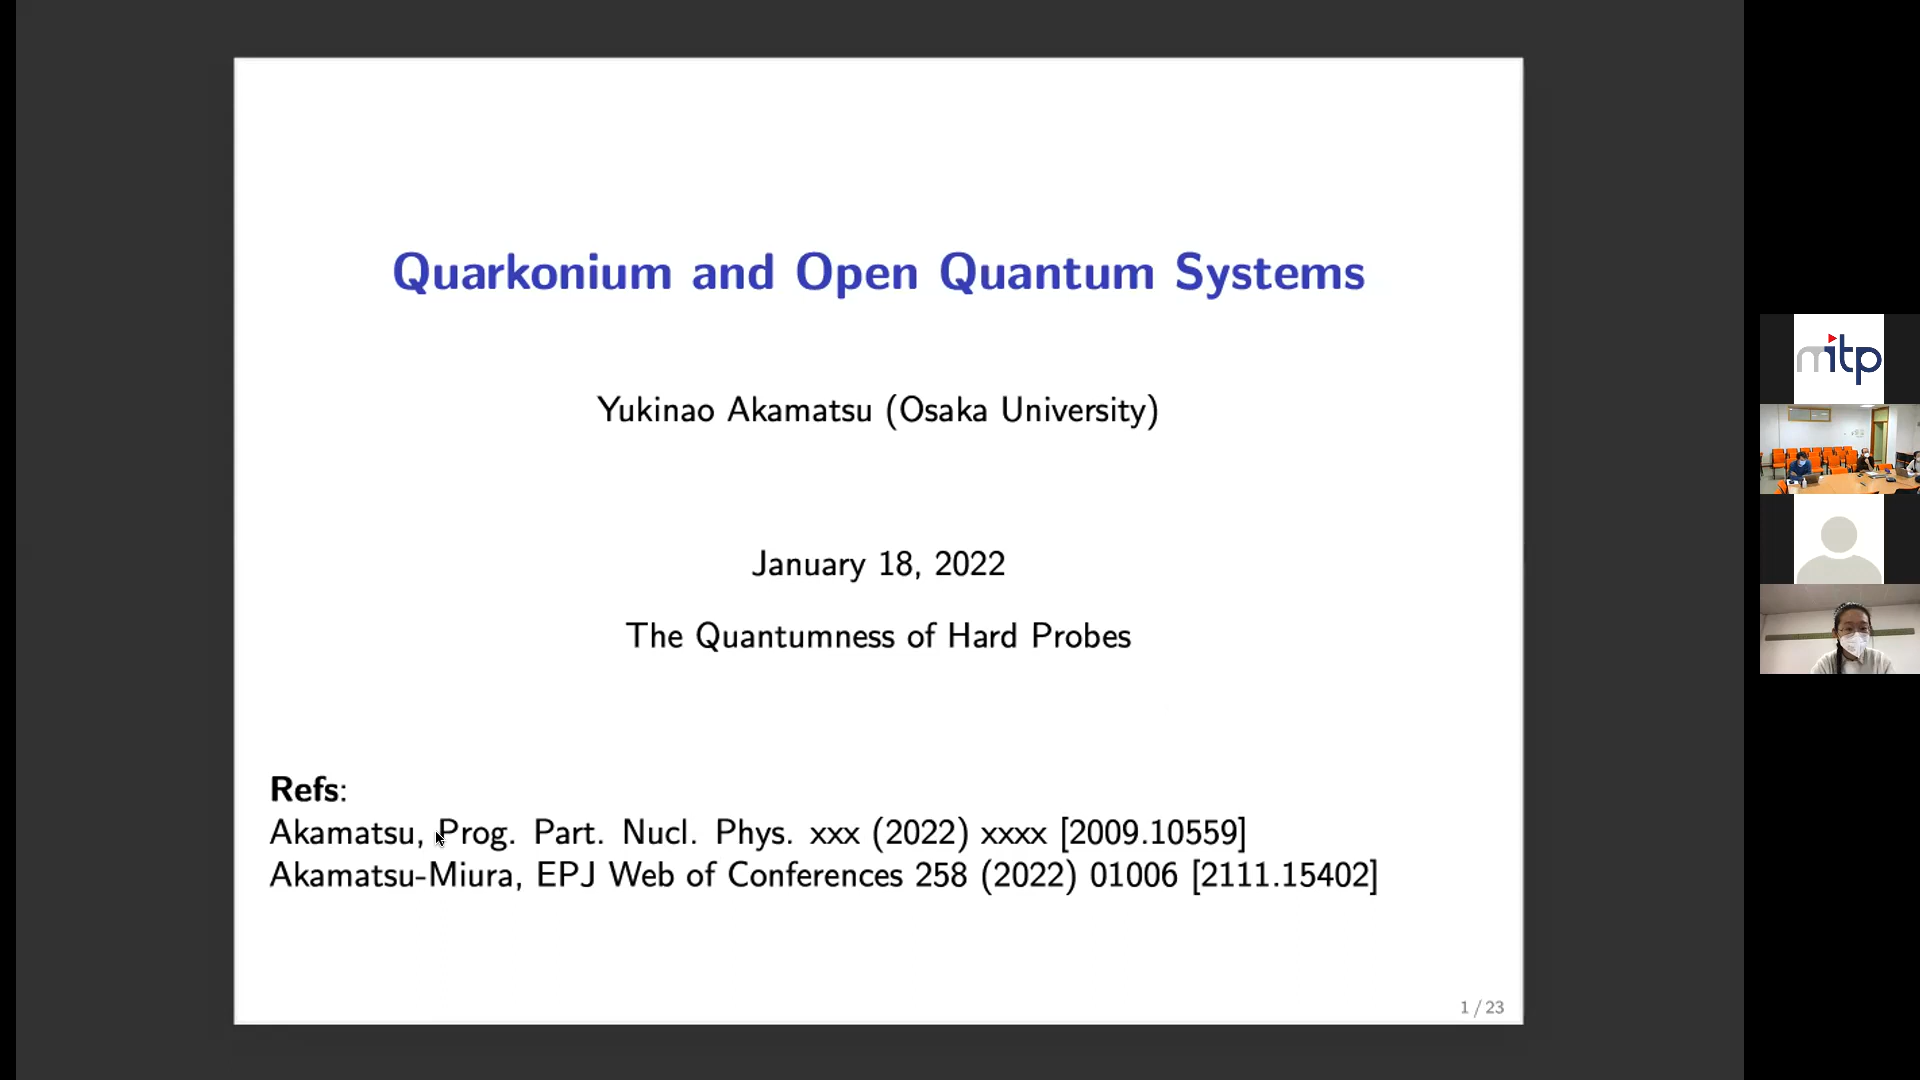 Quarkonium and Open Quantum Systems
Yukinao Akamatsu (Osaka University)
January 18, 2022
The Quantumness of Hard Probes
Refs:
Akamatsu, Prog. Part. Nucl. Phys. xxx (2022) xxxx [2009.10559]
Akamatsu-Miura, EPJ Web of Conferences 258 (2022) 01006 [2111.15402]
1 / 23
mitp